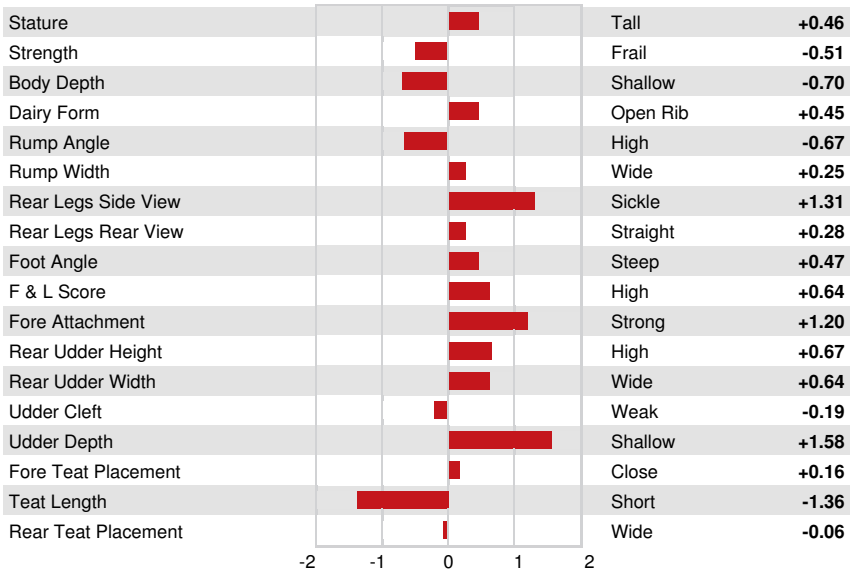 Stature Tall +0.46
Strength Frail -0.51
Body Depth Shallow -0.70
Dairy Form Open Rib +0.45
Rump Angle High -0.67
Rump Width Wide +0.25
Rear Legs Side View Sickle +1.31
Rear Legs Rear View Straight +0.28
Foot Angle Steep +0.47
F & L Score High +0.64
Fore Attachment Strong +1.20
Rear Udder Height High +0.67
Rear Udder Width Wide +0.64
Udder Cleft Weak -0.19
Udder Depth Shallow +1.58
Fore Teat Placement Close +0.16
Teat Length Short -1.36
Rear Teat Placement Wide -0.06
-2 -1 0 1 2